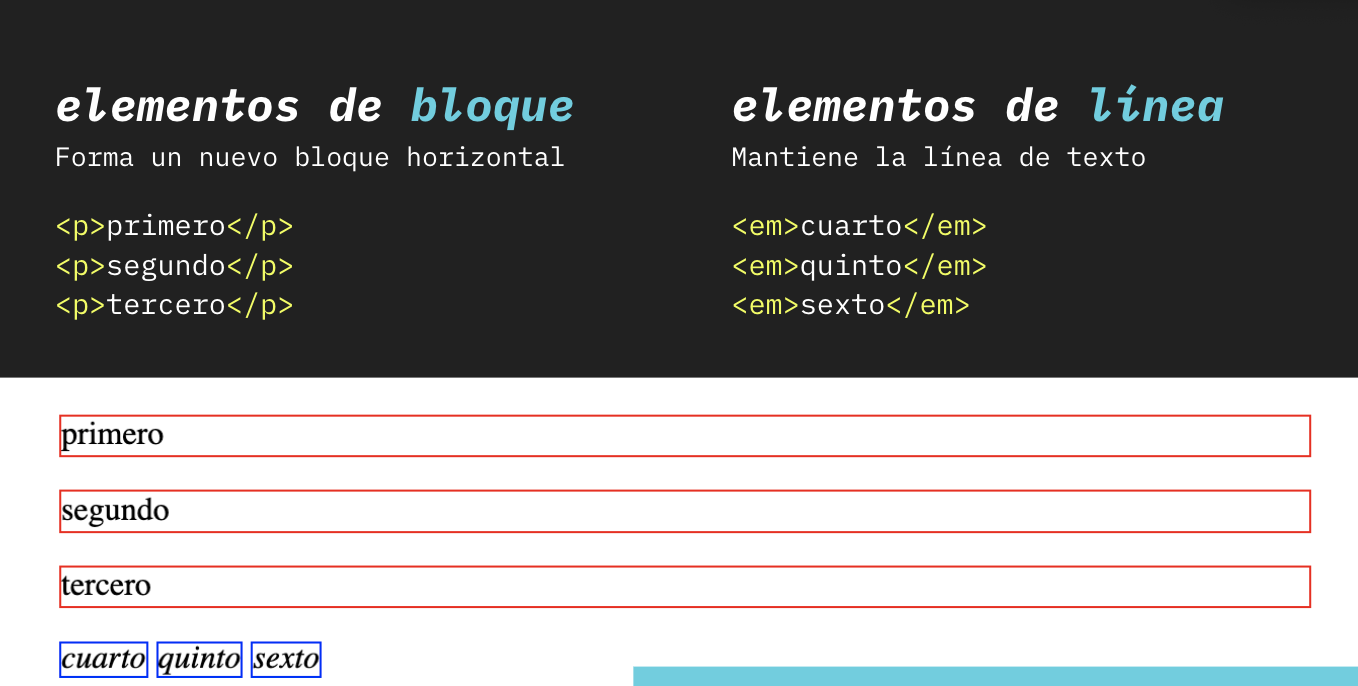 elementos de bloque
Forma un nuevo bloque horizontal
<p>primero</p>
<p>segundo</p>
<p>tercero</p>
elementos de línea
Mantiene la línea de texto
<em>cuarto</em>
<em>quinto</em>
<em>sexto</em>
primero
segundo
tercero
cuarto quinto sexto